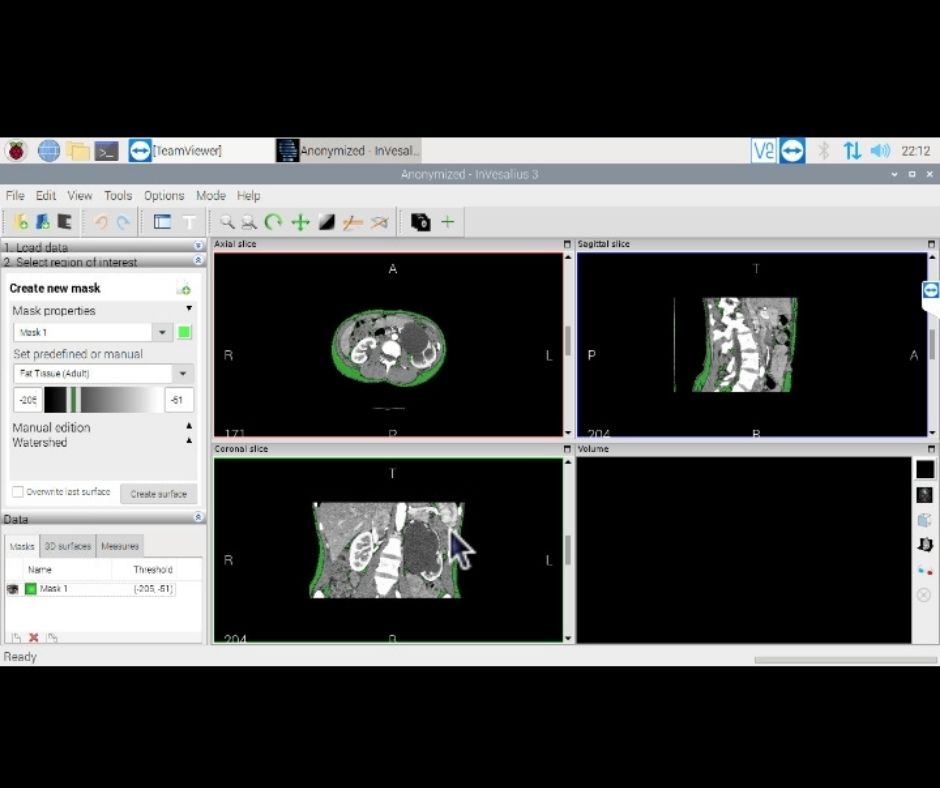 [TeamViewer]
Anonymized - InVesal...
V2
22:12
Anonymized - InVesalius 3
File Edit View Tools Options Mode Help
1. Load data
2. Select region of interest
Create new mask
Mask properties
Mask 1
Set predefined or manual
Fat Tissue (Adult)
-205
-51
Manual edition
Watershed
Overwrite last surface
Create surface
Data
Masks 3D surfaces Measures
Name Threshold
Mask 1 (-205, -51)
Ready
Axial slice
A
R
L
171
Sagittal slice
T
P
A
204
Coronal slice
T
R
L
204
Volume